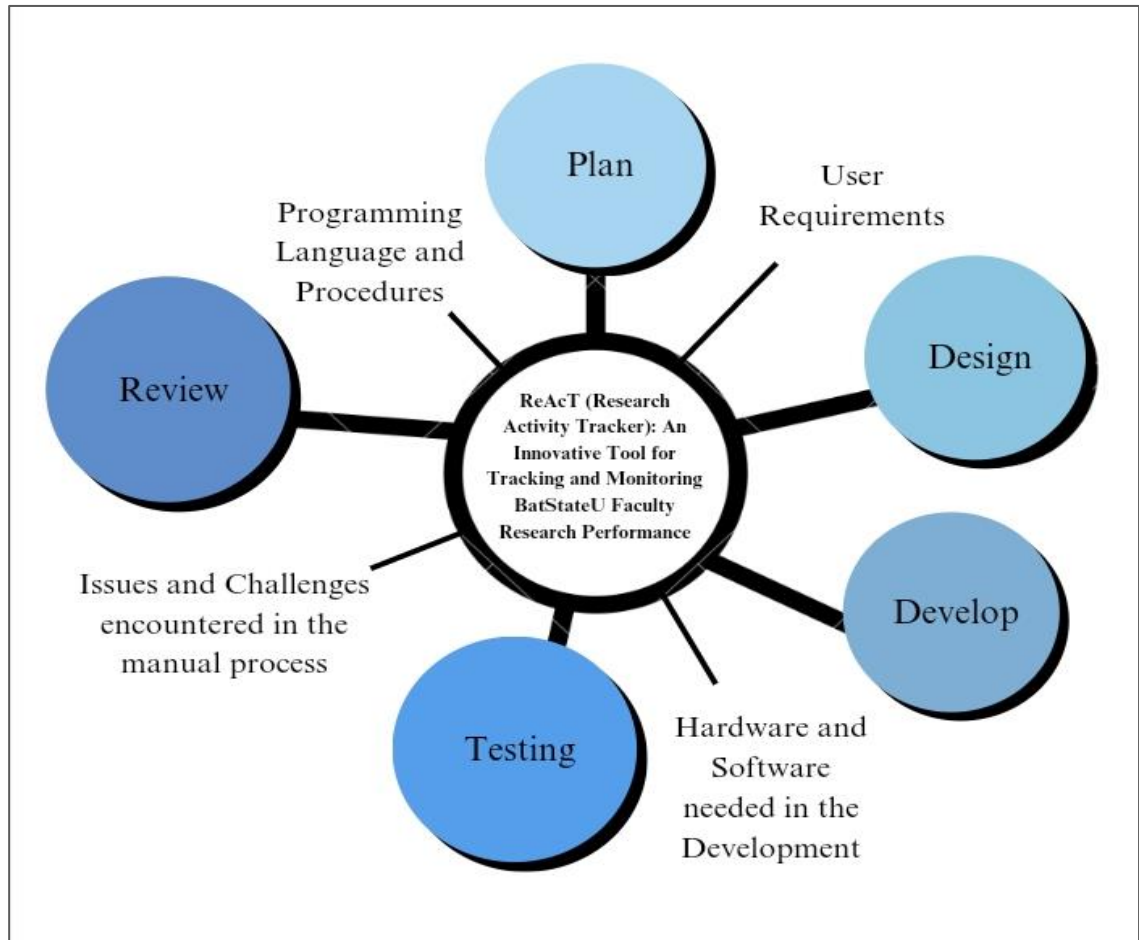 Plan
User
Requirements
Programming
Language and
Procedures
Design
Review
ReAcT (Research
Activity Tracker): An
Innovative Tool for
Tracking and Monitoring
BatStateU Faculty
Research Performance
Issues and Challenges
encountered in the
manual process
Develop
Testing
Hardware and
Software
needed in the
Development